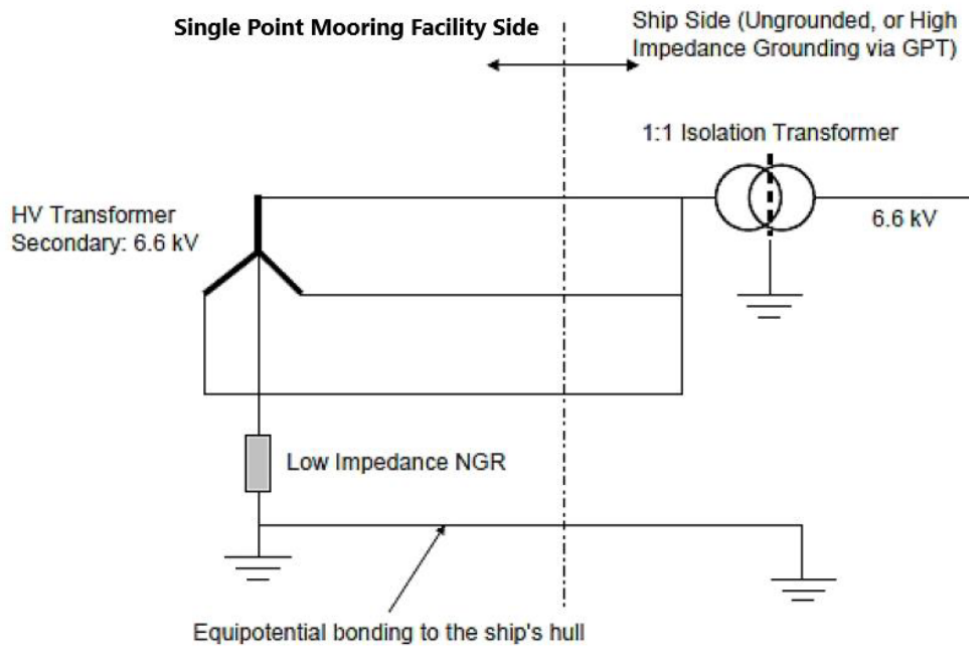 Single Point Mooring Facility Side
Ship Side (Ungrounded, or High
Impedance Grounding via GPT)
1:1 Isolation Transformer
HV Transformer
Secondary: 6.6 kV
6.6 kV
Low Impedance NGR
Equipotential bonding to the ship's hull